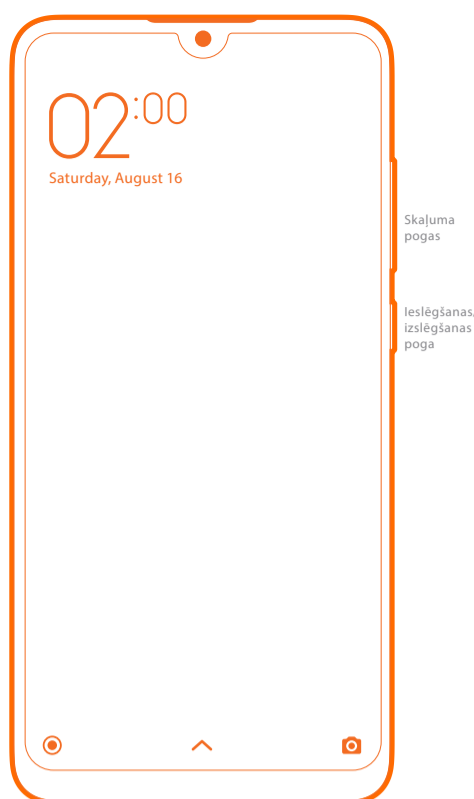 02:00
Saturday, August 16
Skaļuma
pogas
Ieslēgšanas/
izslēgšanas
poga